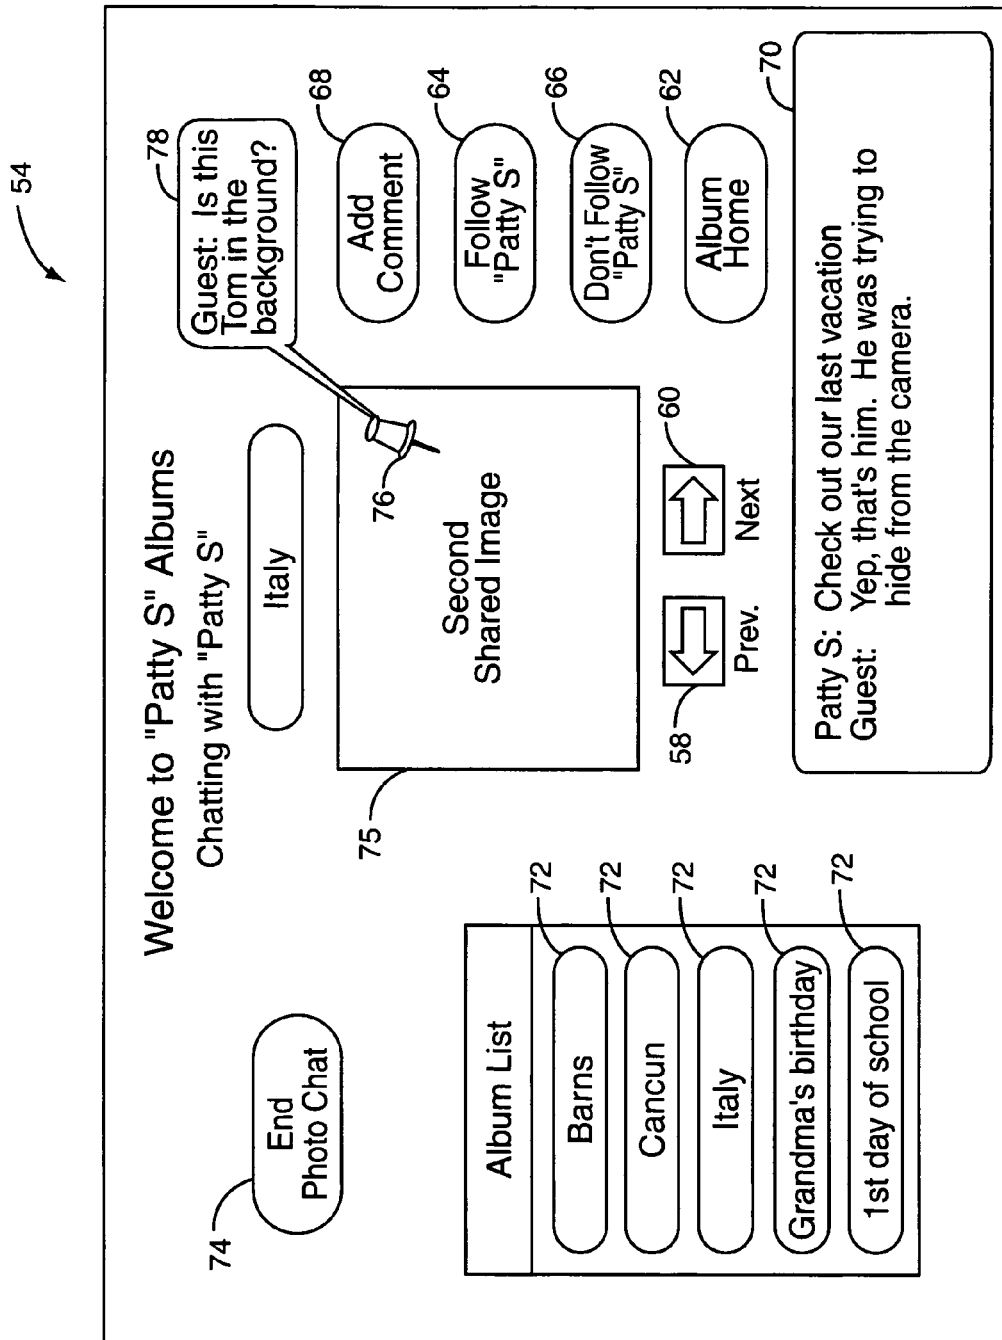 54
Welcome to "Patty S" Albums
Chatting with "Patty S"
74
End
Photo Chat
Italy
78
Guest: Is this
Tom in the
background?
75
76
Second
Shared Image
68
Add
Comment
64
Follow
"Patty S"
66
Don't Follow
"Patty S"
62
Album
Home
58
Prev.
60
Next
Album List
72
Barns
72
Cancun
72
Italy
72
Grandma's birthday
72
1st day of school
70
Patty S: Check out our last vacation
Guest: Yep, that's him. He was trying to
hide from the camera.